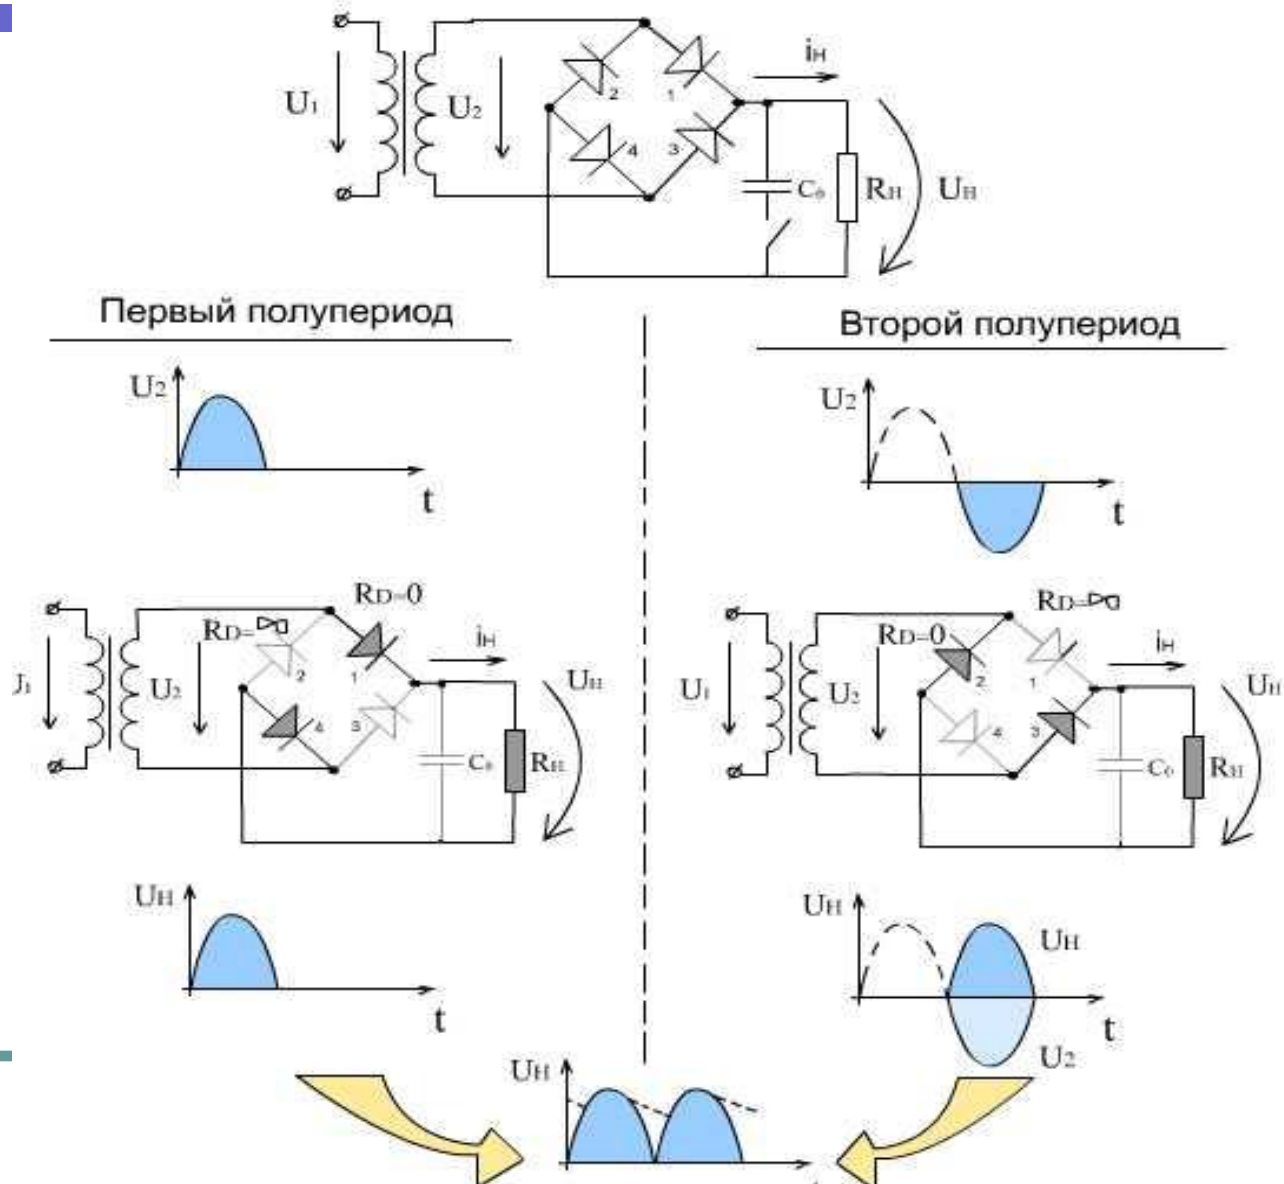 iн
U1
U2
2
1
4
3
Cф
Rн
Uн
Первый полупериод
Второй полупериод
U2
t
U2
t
RD=0
RD=∞
iн
U2
2
1
4
3
Cф
Rн
Uн
RD=∞
RD=0
iн
U1
U2
2
1
4
3
Cф
Rн
Uн
Uн
t
Uн
Uн
t
U2
Uн